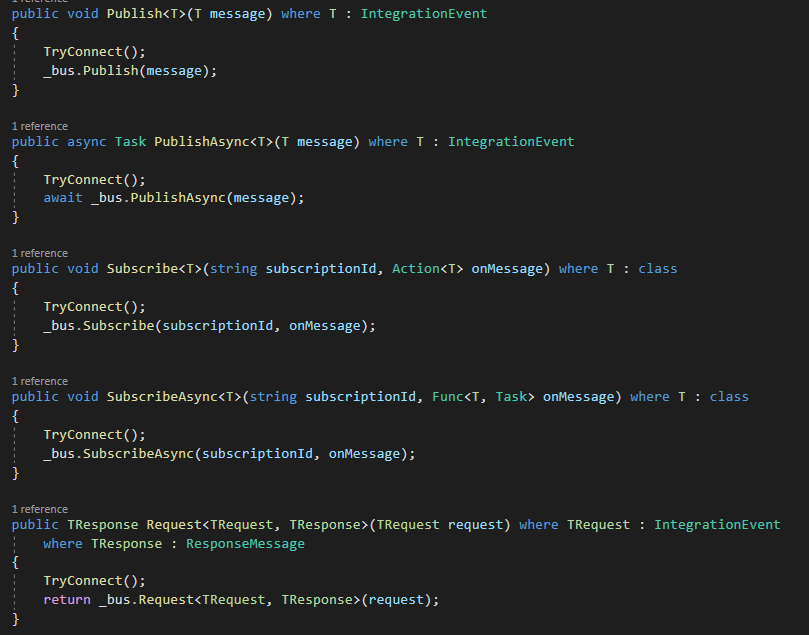 1 reference
public void Publish<T>(T message) where T : IntegrationEvent
{
    TryConnect();
    _bus.Publish(message);
}
1 reference
public async Task PublishAsync<T>(T message) where T : IntegrationEvent
{
    TryConnect();
    await _bus.PublishAsync(message);
}
1 reference
public void Subscribe<T>(string subscriptionId, Action<T> onMessage) where T : class
{
    TryConnect();
    _bus.Subscribe(subscriptionId, onMessage);
}
1 reference
public void SubscribeAsync<T>(string subscriptionId, Func<T, Task> onMessage) where T : class
{
    TryConnect();
    _bus.SubscribeAsync(subscriptionId, onMessage);
}
1 reference
public TResponse Request<TRequest, TResponse>(TRequest request) where TRequest : IntegrationEvent
    where TResponse : ResponseMessage
{
    TryConnect();
    return _bus.Request<TRequest, TResponse>(request);
}